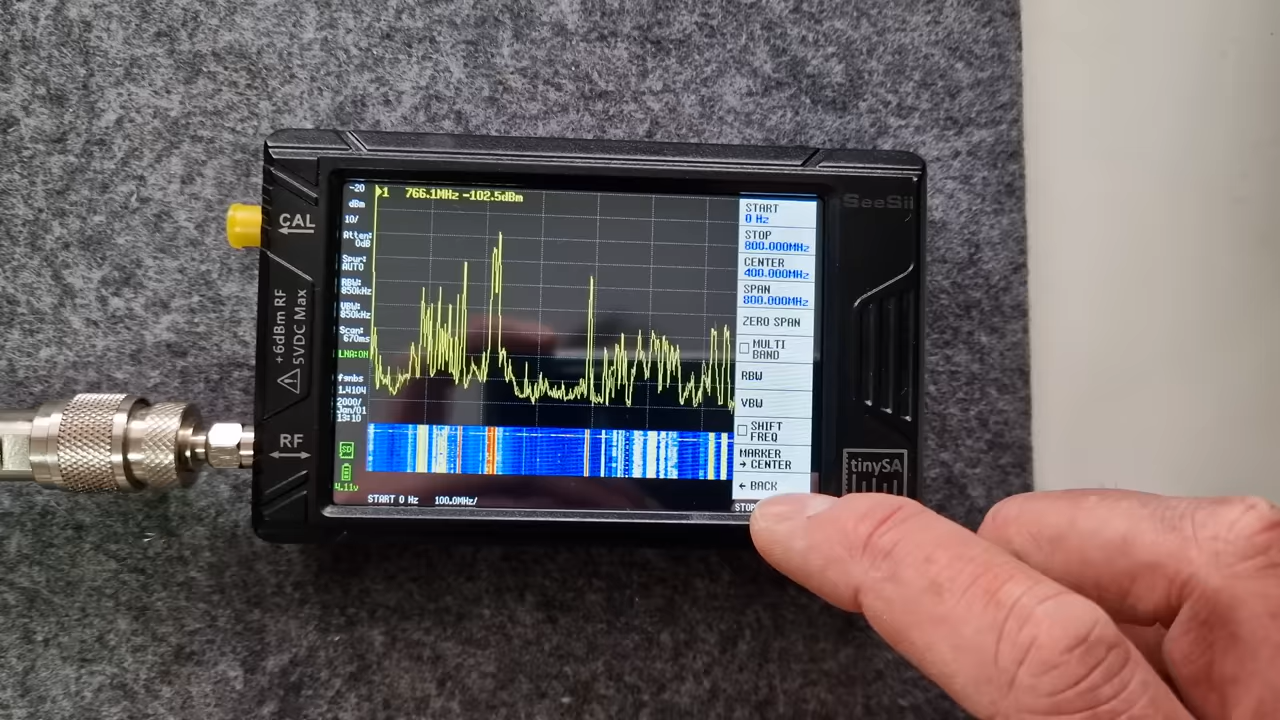 -20
▶1 766.1MHz -102.5dBm
dBm
10/
Atten:
0dB
Spur:
AUTO
RBW:
850kHz
VBW:
850kHz
Scan:
670ms
LNA:ON
1.4104
2000/
Jan/01
13:10
SD
4.11v
START 0 Hz 100.0MHz/
STOP
START
0 Hz
STOP
800.000MHz
CENTER
400.000MHz
SPAN
800.000MHz
ZERO SPAN
MULTI
BAND
RBW
VBW
SHIFT
FREQ
MARKER
→ CENTER
← BACK
CAL
+6dBm RF
5VDC Max
RF
SeeSii
tinySA